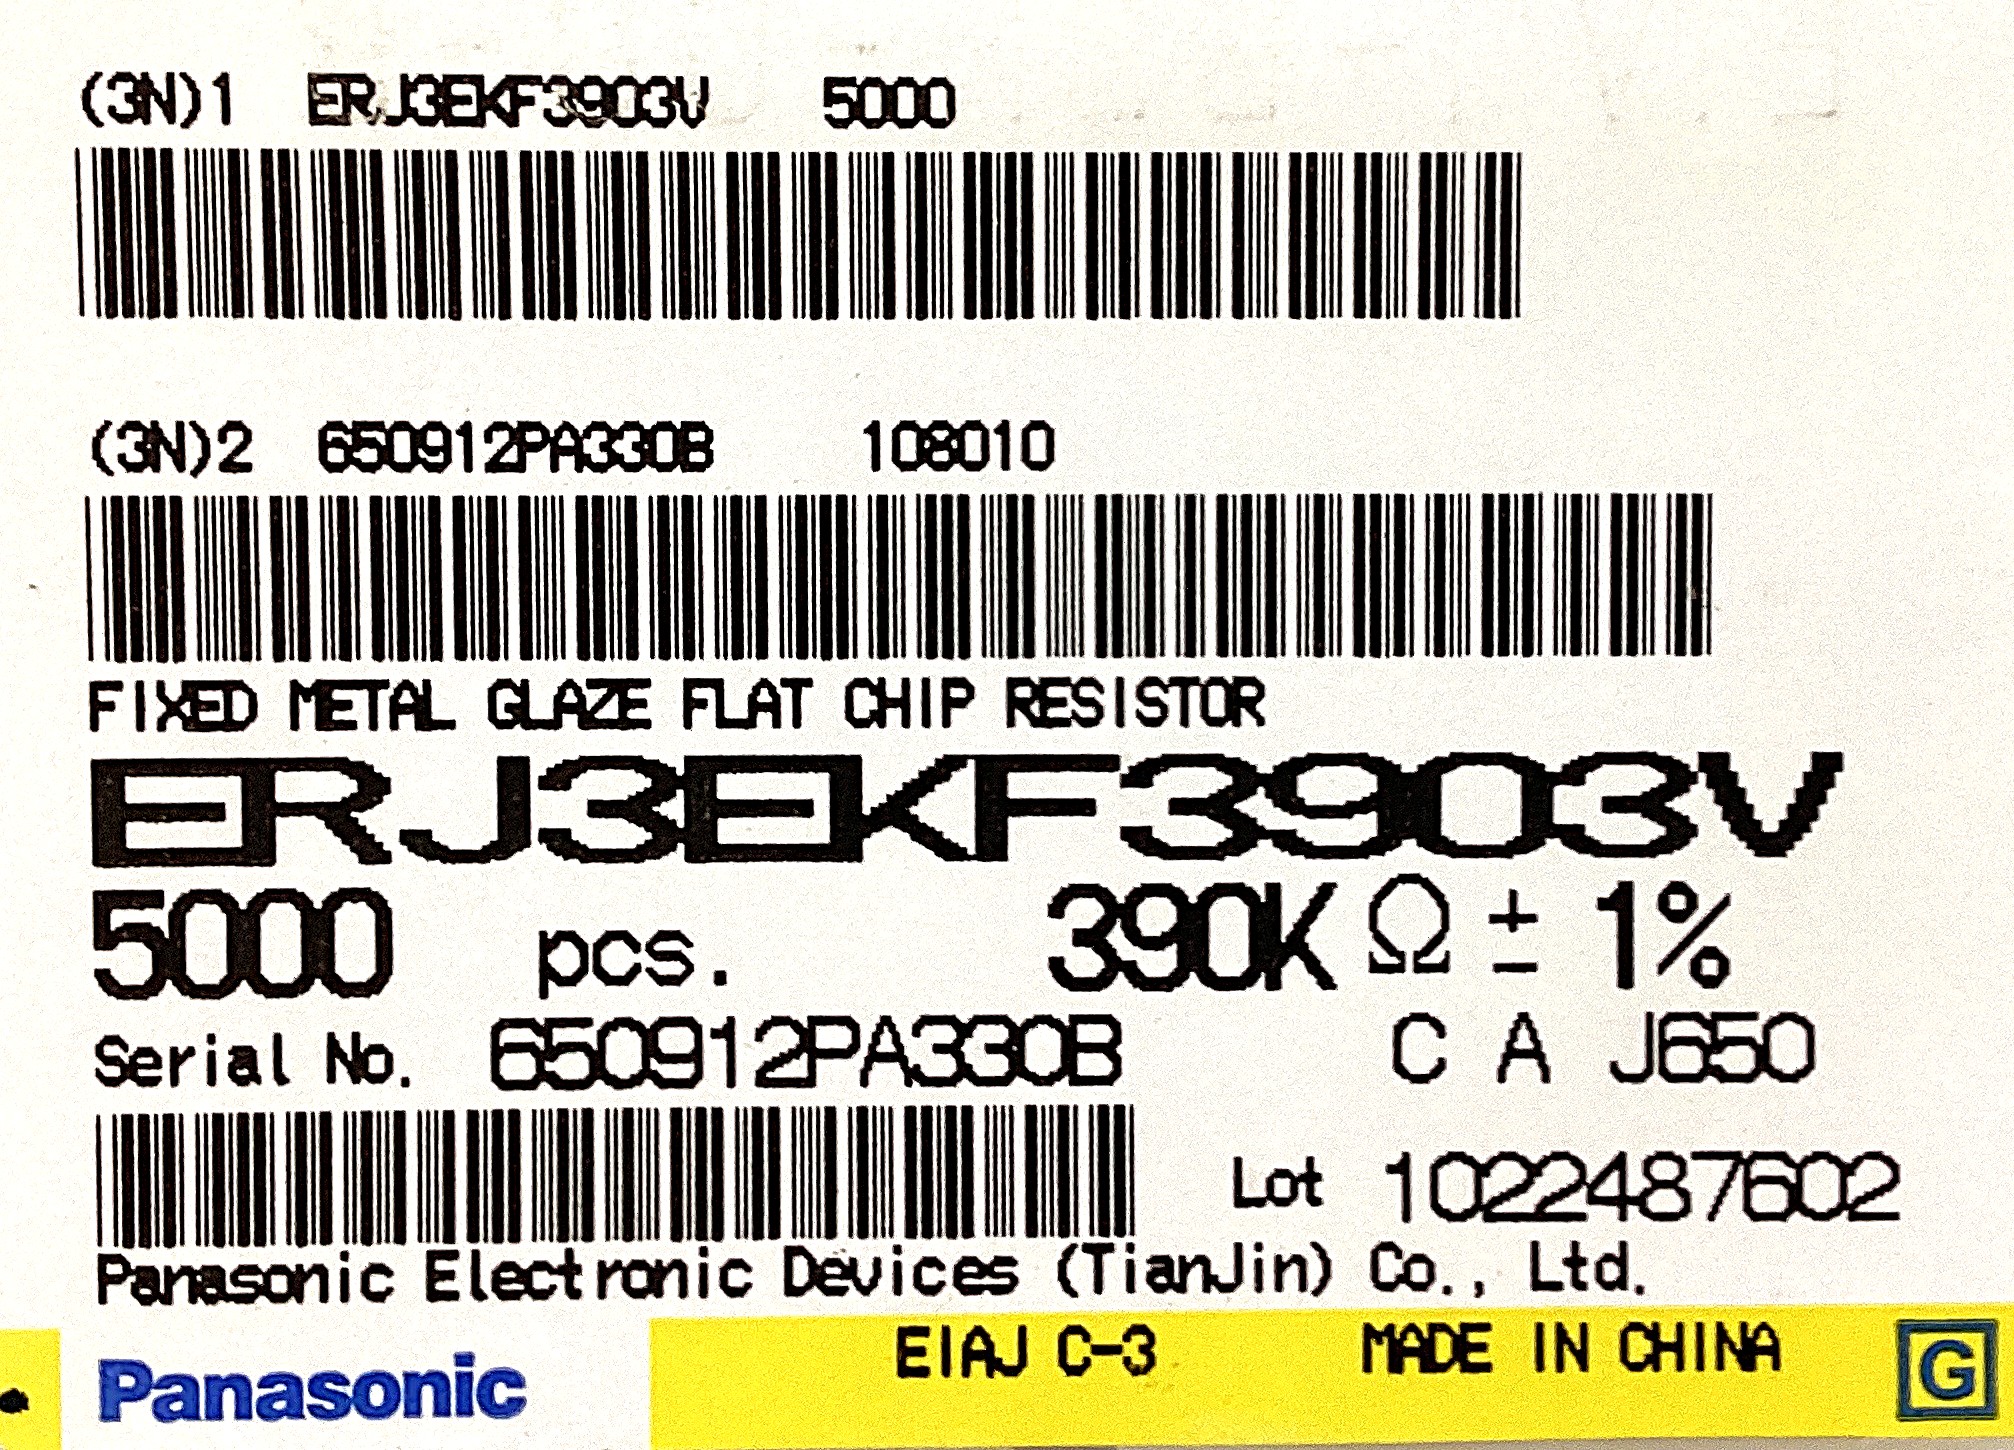 (3N)1 ERJ3EKF3903V 5000
(3N)2 650912PA330B 108010
FIXED METAL GLAZE FLAT CHIP RESISTOR
ERJ3EKF3903V
5000 pcs. 390KΩ ± 1%
Serial No. 650912PA330B C A J650
Lot 1022487602
Panasonic Electronic Devices (TianJin) Co., Ltd.
Panasonic EIAJ C-3 MADE IN CHINA G